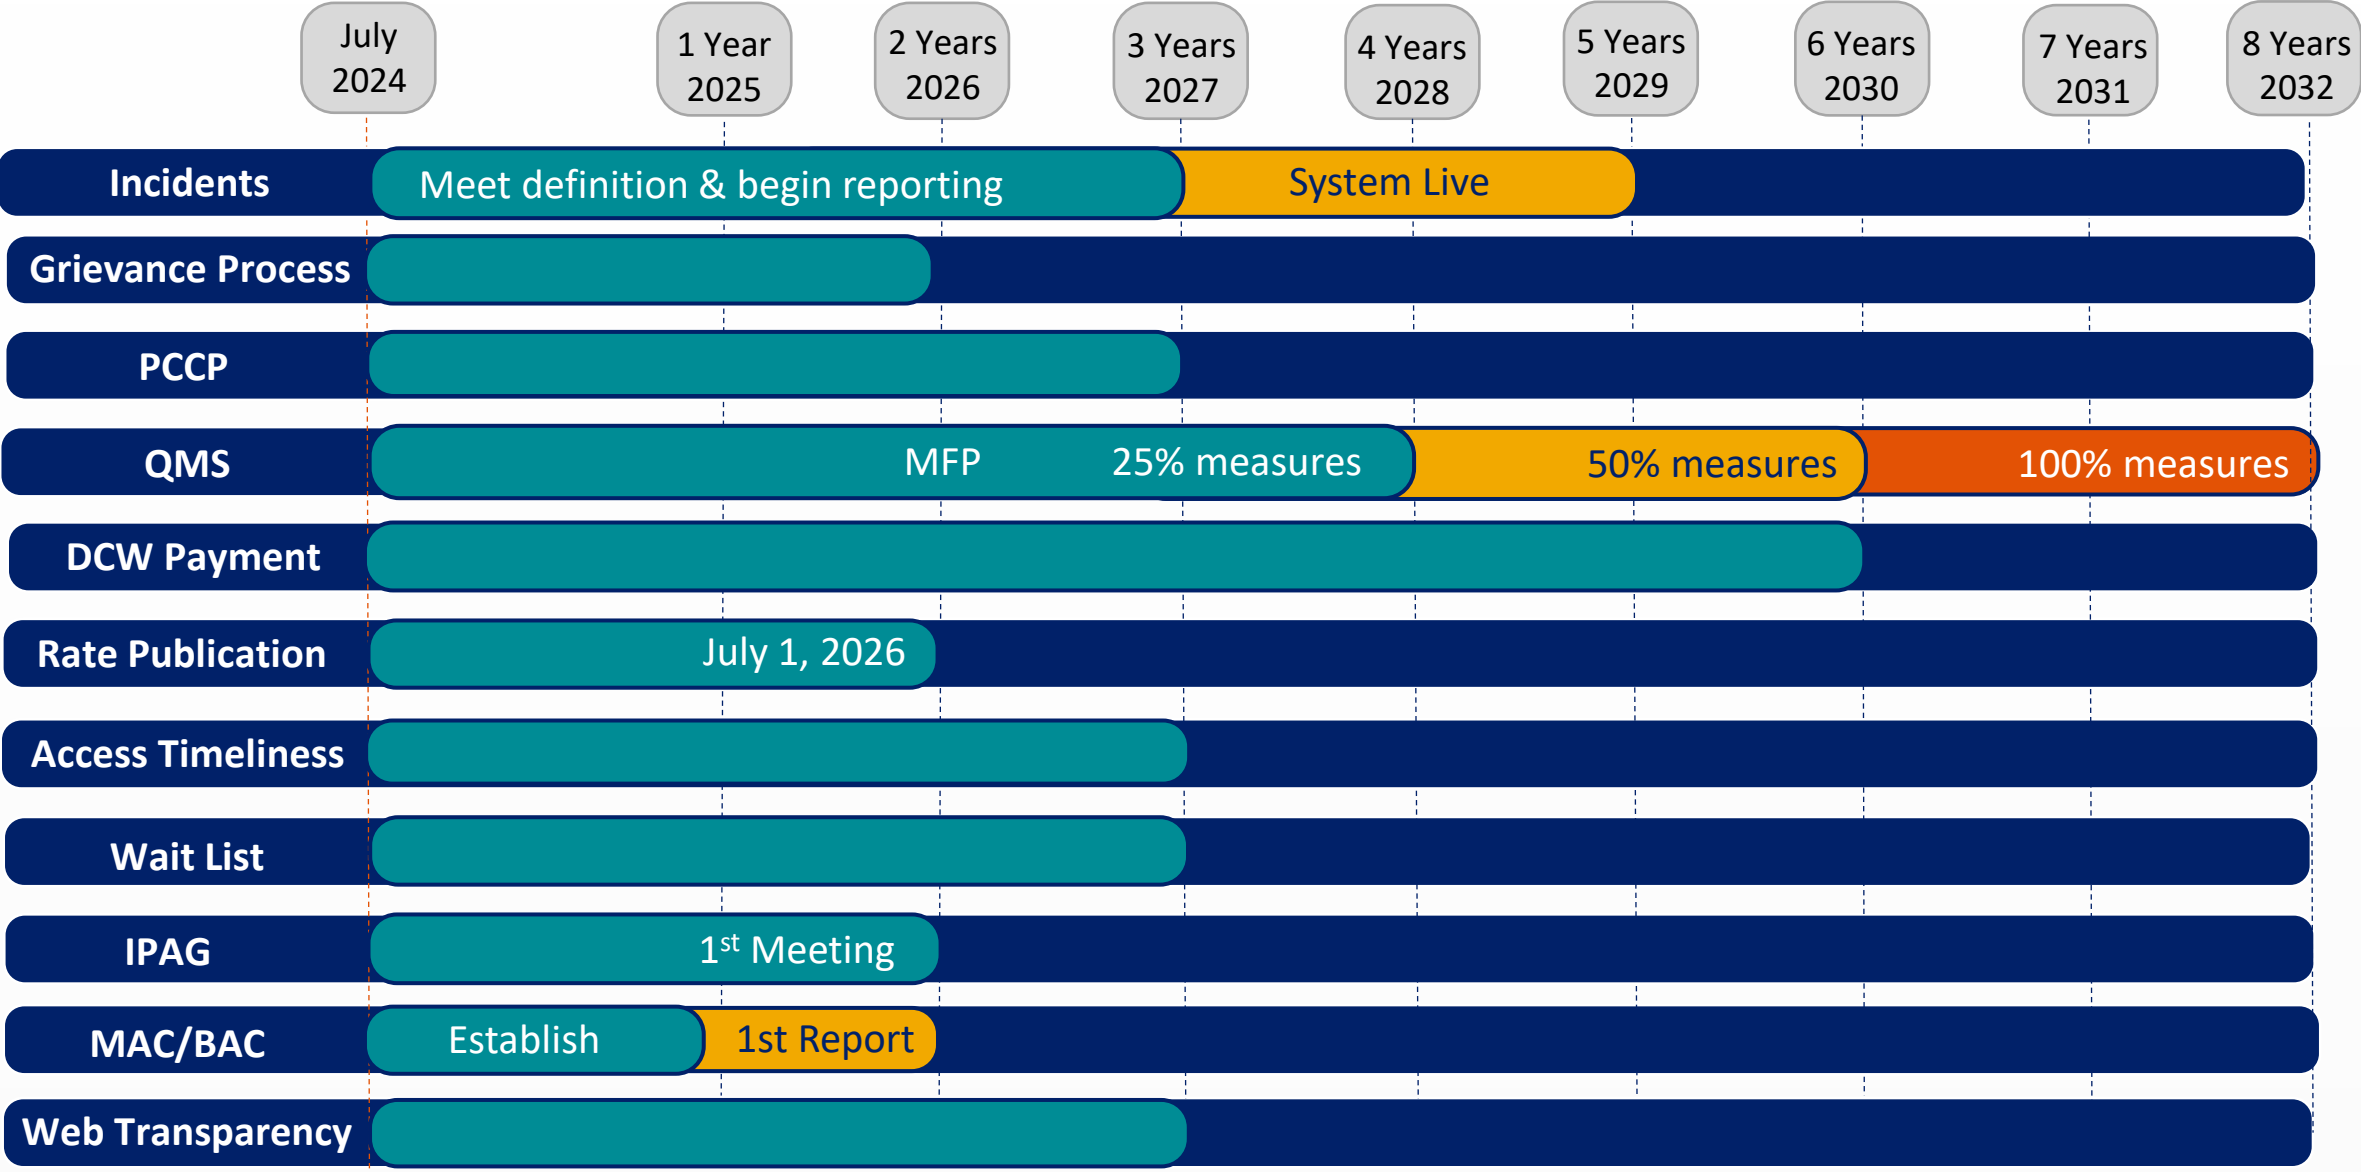 July
2024
1 Year
2025
2 Years
2026
3 Years
2027
4 Years
2028
5 Years
2029
6 Years
2030
7 Years
2031
8 Years
2032
Incidents
Meet definition & begin reporting
System Live
Grievance Process
PCCP
QMS
MFP
25% measures
50% measures
100% measures
DCW Payment
Rate Publication
July 1, 2026
Access Timeliness
Wait List
IPAG
1st Meeting
MAC/BAC
Establish
1st Report
Web Transparency